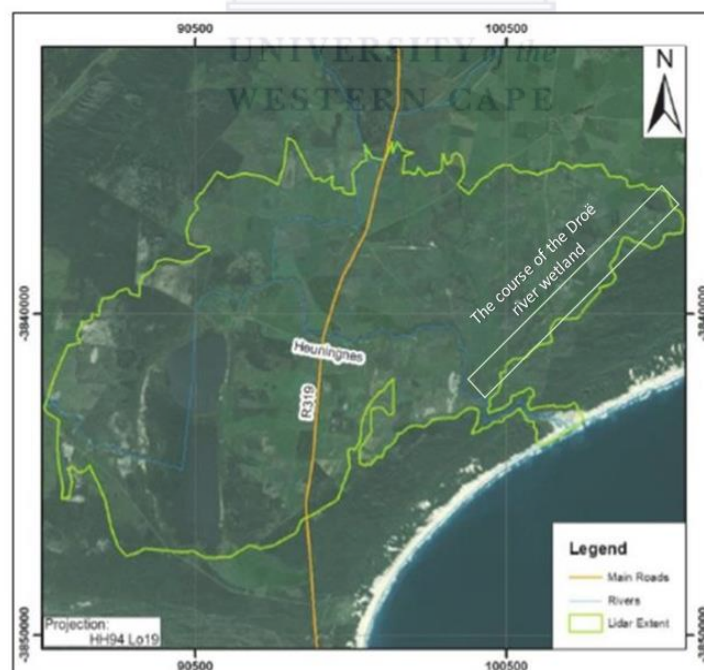 90500
100500
UNIVERSITY of the
WESTERN CAPE
N
The course of the Droë
river wetland
-3840000
-3840000
Heuningnes
R319
Legend
Main Roads
Rivers
Lidar Extent
Projection:
HH94 Lo19
-3850000
-3850000
90500
100500